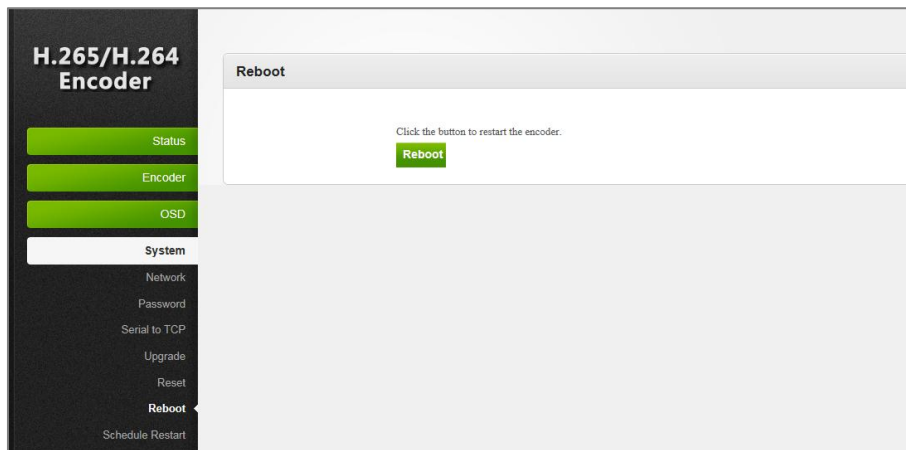 H.265/H.264
Encoder
Status
Encoder
OSD
System
Network
Password
Serial to TCP
Upgrade
Reset
Reboot
Schedule Restart
Reboot
Click the button to restart the encoder.
Reboot